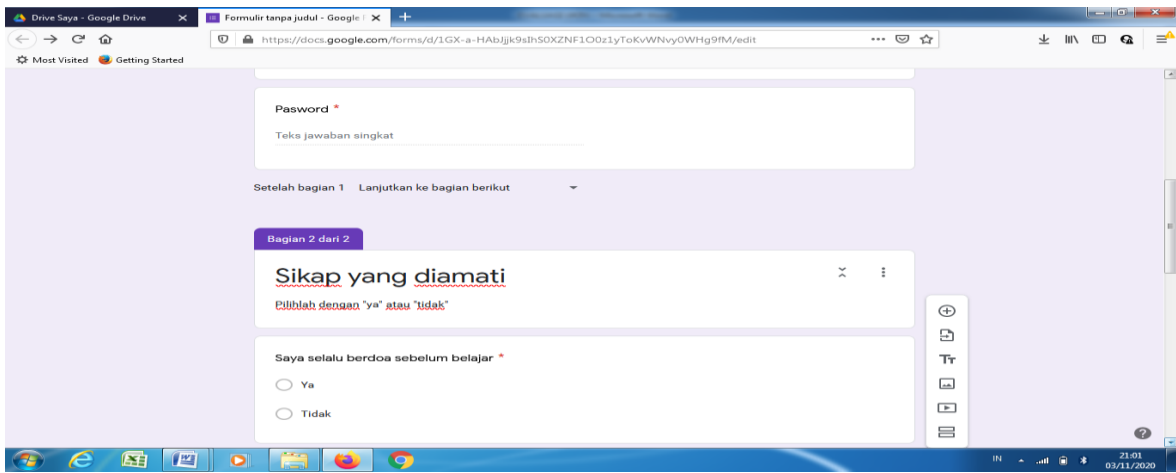 Drive Saya - Google Drive
Formulir tanpa judul - Google
https://docs.google.com/forms/d/1GX-a-HAbJjjk9sIhS0XZNF1O0z1yToKvWNvy0WHg9fM/edit
Most Visited
Getting Started
Pasword *
Teks jawaban singkat
Setelah bagian 1 Lanjutkan ke bagian berikut
Bagian 2 dari 2
Sikap yang diamati
Pilihlah dengan "ya" atau "tidak"
Saya selalu berdoa sebelum belajar *
Ya
Tidak
Tт
IN
21:01
03/11/2020